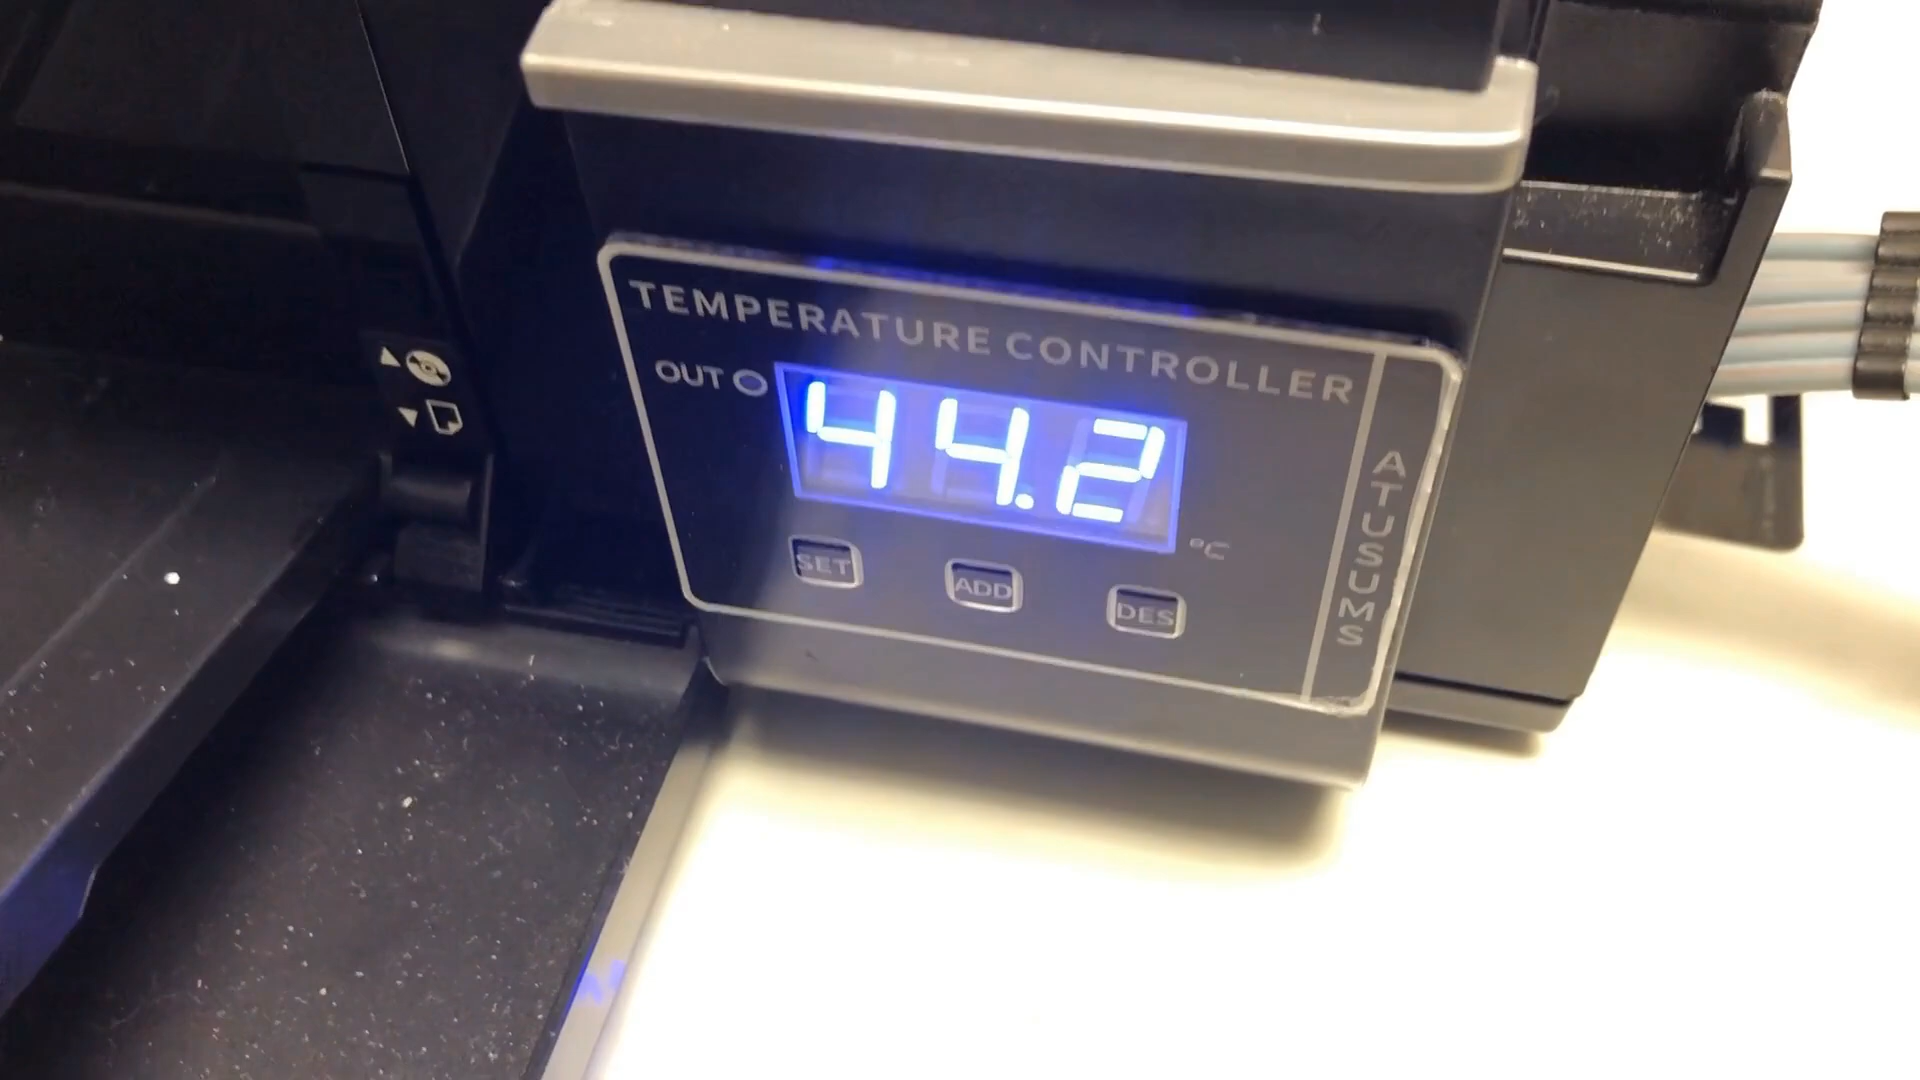 TEMPERATURE CONTROLLER
OUT
44.2
°C
SET
ADD
DES
ATUSUMS